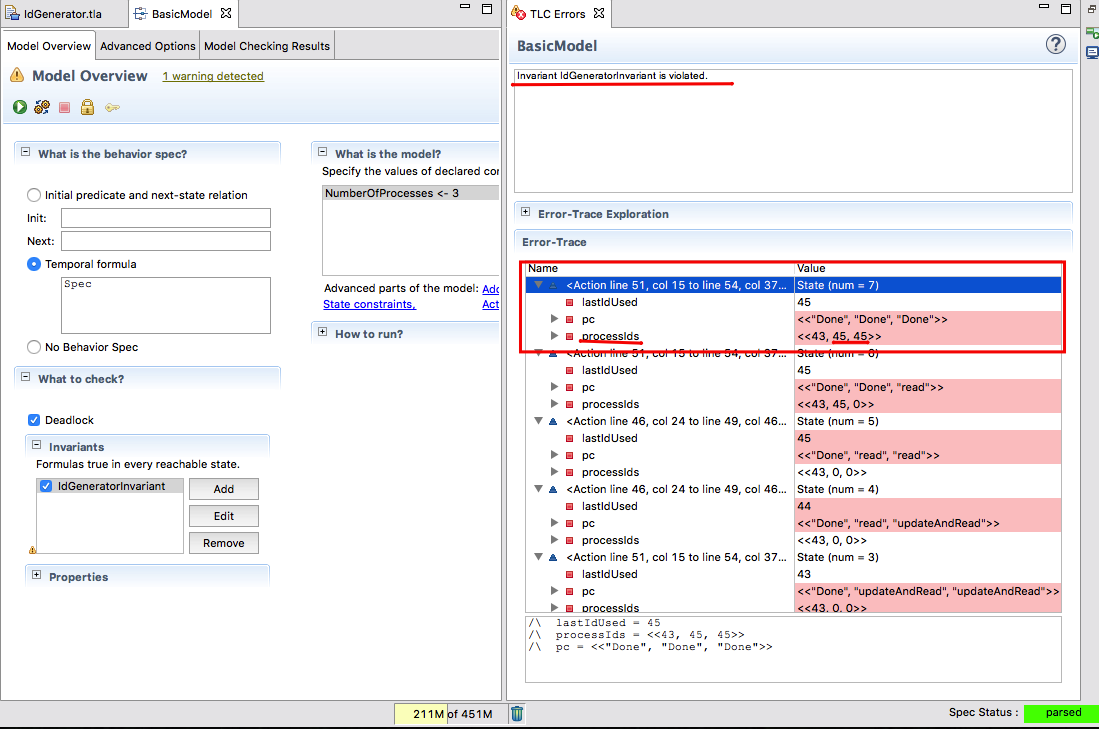 IdGenerator.tla
BasicModel
Model Overview
Advanced Options
Model Checking Results
Model Overview
1 warning detected
What is the behavior spec?
Initial predicate and next-state relation
Init:
Next:
Temporal formula
Spec
No Behavior Spec
What to check?
Deadlock
Invariants
Formulas true in every reachable state.
IdGeneratorInvariant
Add
Edit
Remove
Properties
What is the model?
Specify the values of declared cor
NumberOfProcesses <- 3
Advanced parts of the model: Add
State constraints, Act
How to run?
TLC Errors
BasicModel
Invariant IdGeneratorInvariant is violated.
Error-Trace Exploration
Error-Trace
Name Value
<Action line 51, col 15 to line 54, col 37... State (num = 7)
lastIdUsed 45
pc <<"Done", "Done", "Done">>
processIds <<43, 45, 45>>
<Action line 51, col 15 to line 54, col 37... State (num = 6)
lastIdUsed 45
pc <<"Done", "Done", "read">>
processIds <<43, 45, 0>>
<Action line 46, col 24 to line 49, col 46... State (num = 5)
lastIdUsed 45
pc <<"Done", "read", "read">>
processIds <<43, 0, 0>>
<Action line 46, col 24 to line 49, col 46... State (num = 4)
lastIdUsed 44
pc <<"Done", "read", "updateAndRead">>
processIds <<43, 0, 0>>
<Action line 51, col 15 to line 54, col 37... State (num = 3)
lastIdUsed 43
pc <<"Done", "updateAndRead", "updateAndRead">>
processIds <<43, 0, 0>>
/\ lastIdUsed = 45
/\ processIds = <<43, 45, 45>>
/\ pc = <<"Done", "Done", "Done">>
211M of 451M
Spec Status : parsed